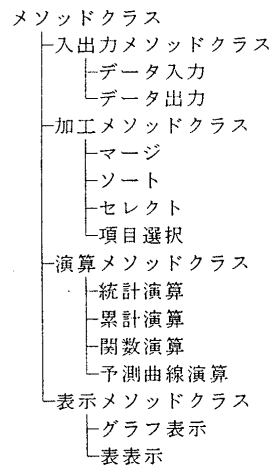 メソッドクラス
入出力メソッドクラス
データ入力
データ出力
加工メソッドクラス
マージ
ソート
セレクト
項目選択
演算メソッドクラス
統計演算
累計演算
関数演算
予測曲線演算
表示メソッドクラス
グラフ表示
表表示